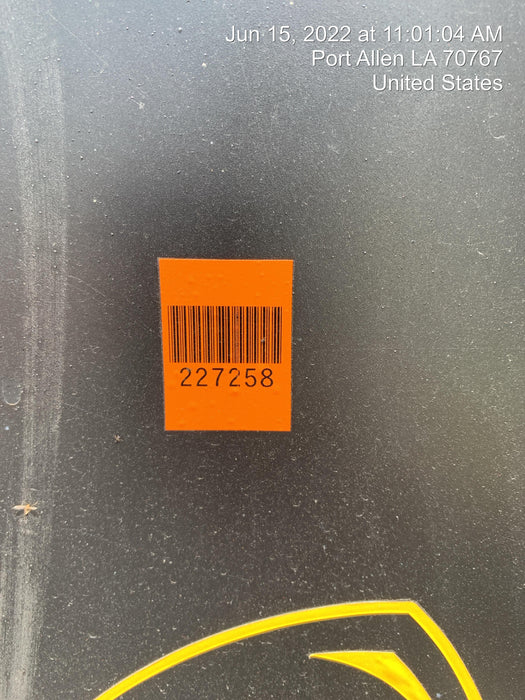 Jun 15, 2022 at 11:01:04 AM
Port Allen LA 70767
United States
227258